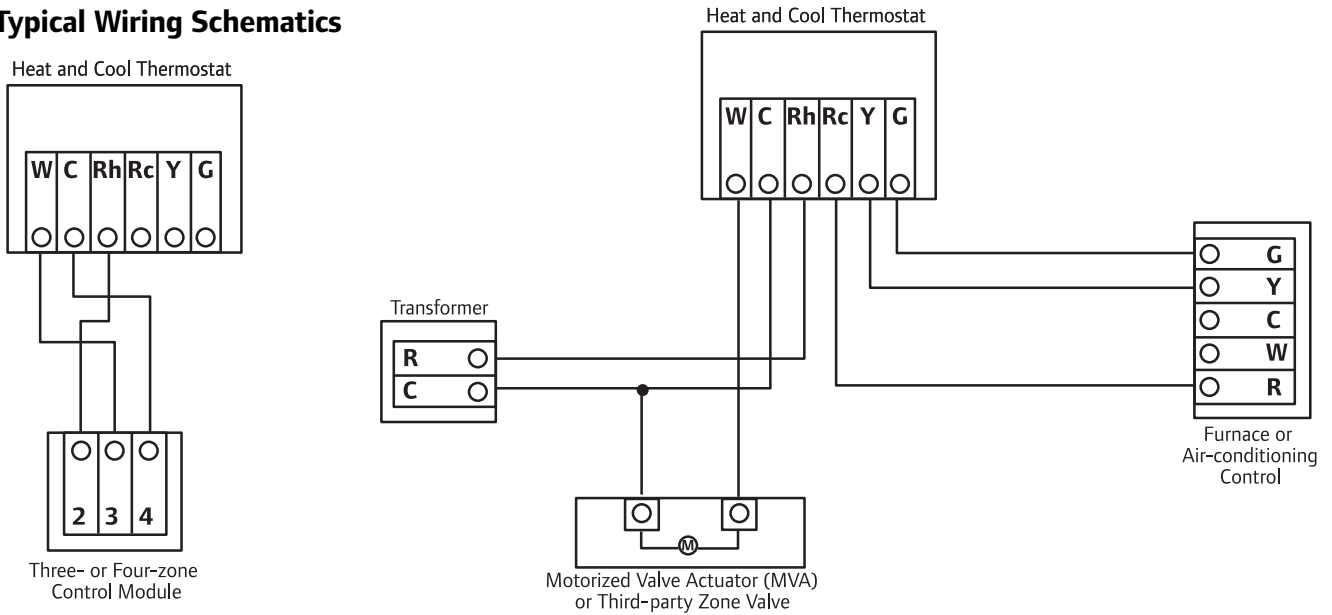 Typical Wiring Schematics
Heat and Cool Thermostat
W C Rh Rc Y G
2 3 4
Three- or Four-zone
Control Module
Heat and Cool Thermostat
W C Rh Rc Y G
Transformer
R
C
M
Motorized Valve Actuator (MVA)
or Third-party Zone Valve
G
Y
C
W
R
Furnace or
Air-conditioning
Control